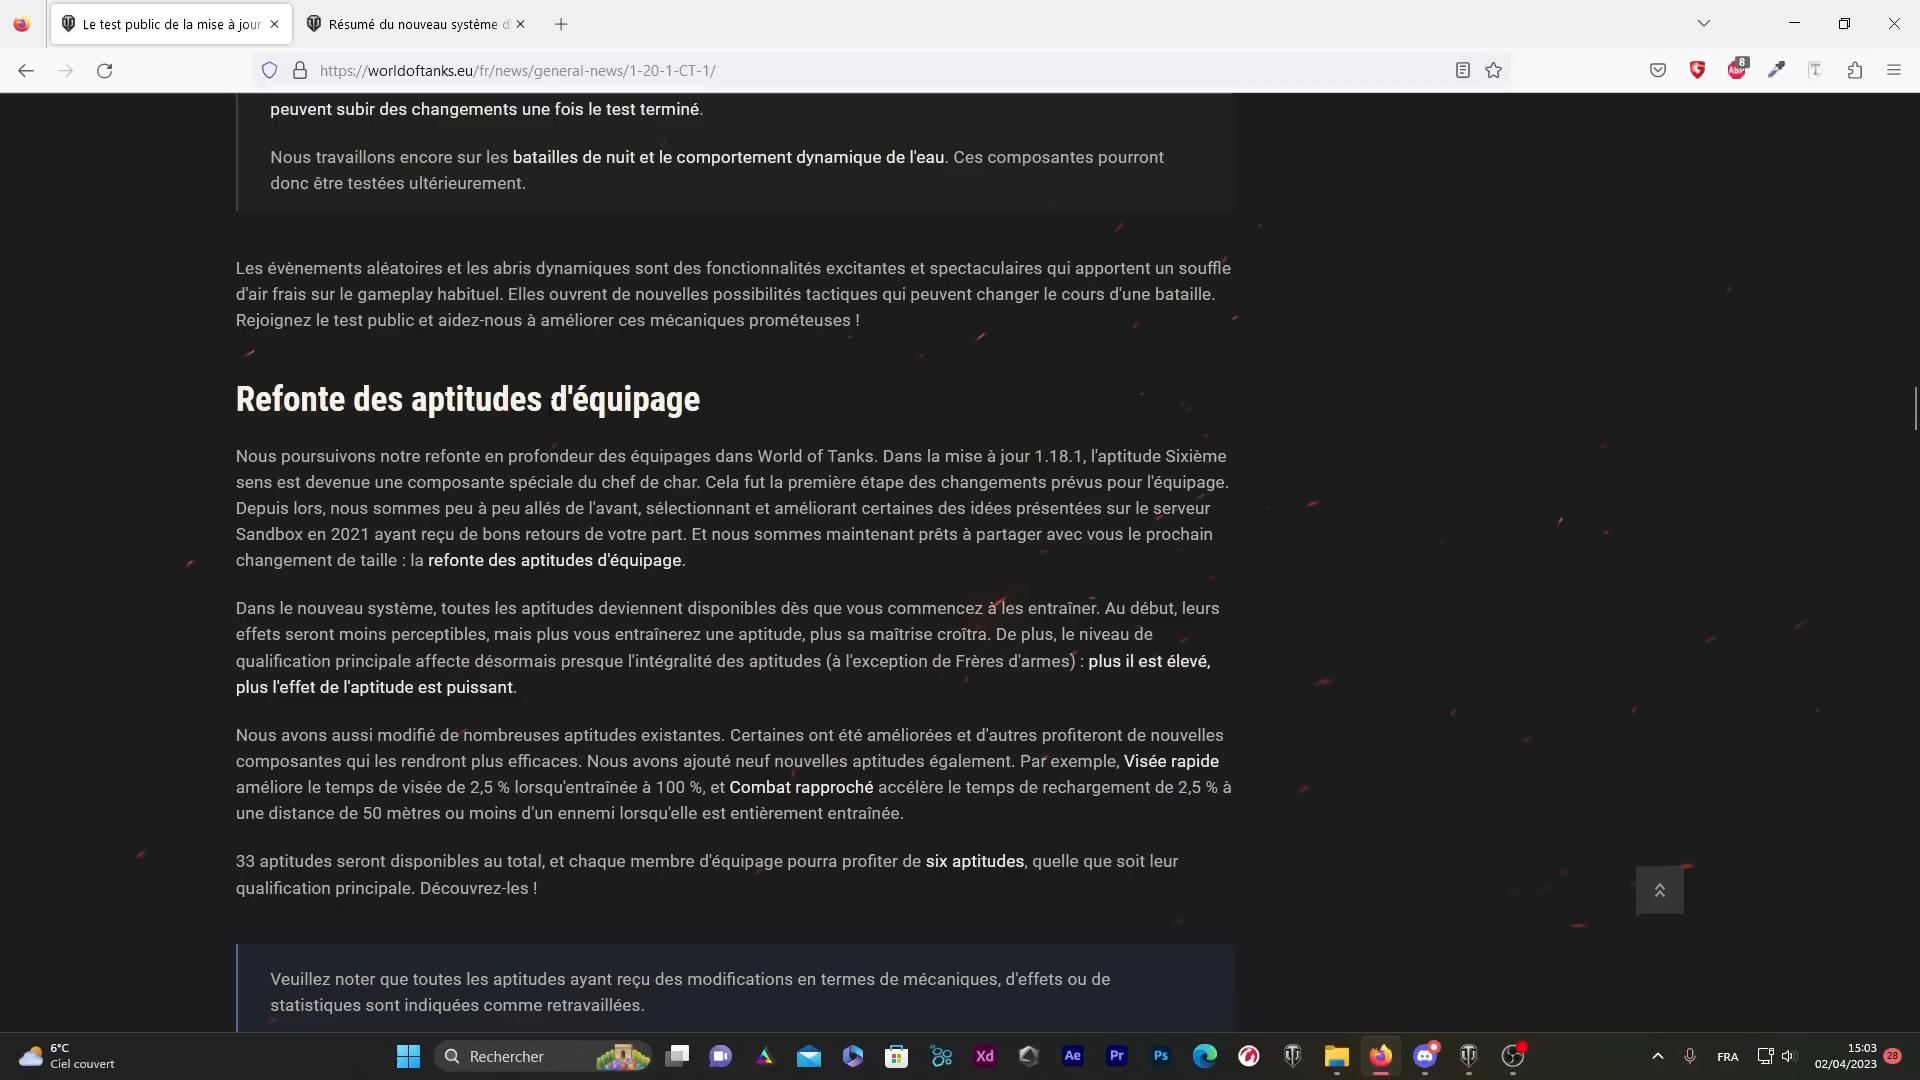 Le test public de la mise à jour
Résumé du nouveau système d
https://worldoftanks.eu/fr/news/general-news/1-20-1-CT-1/
8
peuvent subir des changements une fois le test terminé.
Nous travaillons encore sur les batailles de nuit et le comportement dynamique de l'eau. Ces composantes pourront
donc être testées ultérieurement.
Les évènements aléatoires et les abris dynamiques sont des fonctionnalités excitantes et spectaculaires qui apportent un souffle
d'air frais sur le gameplay habituel. Elles ouvrent de nouvelles possibilités tactiques qui peuvent changer le cours d'une bataille.
Rejoignez le test public et aidez-nous à améliorer ces mécaniques prométeuses !
Refonte des aptitudes d'équipage
Nous poursuivons notre refonte en profondeur des équipages dans World of Tanks. Dans la mise à jour 1.18.1, l'aptitude Sixième
sens est devenue une composante spéciale du chef de char. Cela fut la première étape des changements prévus pour l'équipage.
Depuis lors, nous sommes peu à peu allés de l'avant, sélectionnant et améliorant certaines des idées présentées sur le serveur
Sandbox en 2021 ayant reçu de bons retours de votre part. Et nous sommes maintenant prêts à partager avec vous le prochain
changement de taille : la refonte des aptitudes d'équipage.
Dans le nouveau système, toutes les aptitudes deviennent disponibles dès que vous commencez à les entraîner. Au début, leurs
effets seront moins perceptibles, mais plus vous entraînerez une aptitude, plus sa maîtrise croîtra. De plus, le niveau de
qualification principale affecte désormais presque l'intégralité des aptitudes (à l'exception de Frères d'armes) : plus il est élevé,
plus l'effet de l'aptitude est puissant.
Nous avons aussi modifié de nombreuses aptitudes existantes. Certaines ont été améliorées et d'autres profiteront de nouvelles
composantes qui les rendront plus efficaces. Nous avons ajouté neuf nouvelles aptitudes également. Par exemple, Visée rapide
améliore le temps de visée de 2,5 % lorsqu'entraînée à 100 %, et Combat rapproché accélère le temps de rechargement de 2,5 % à
une distance de 50 mètres ou moins d'un ennemi lorsqu'elle est entièrement entraînée.
33 aptitudes seront disponibles au total, et chaque membre d'équipage pourra profiter de six aptitudes, quelle que soit leur
qualification principale. Découvrez-les !
Veuillez noter que toutes les aptitudes ayant reçu des modifications en termes de mécaniques, d'effets ou de
statistiques sont indiquées comme retravaillées.
6°C
Ciel couvert
Rechercher
Xd
Ae
Pr
Ps
FRA
15:03
02/04/2023
28